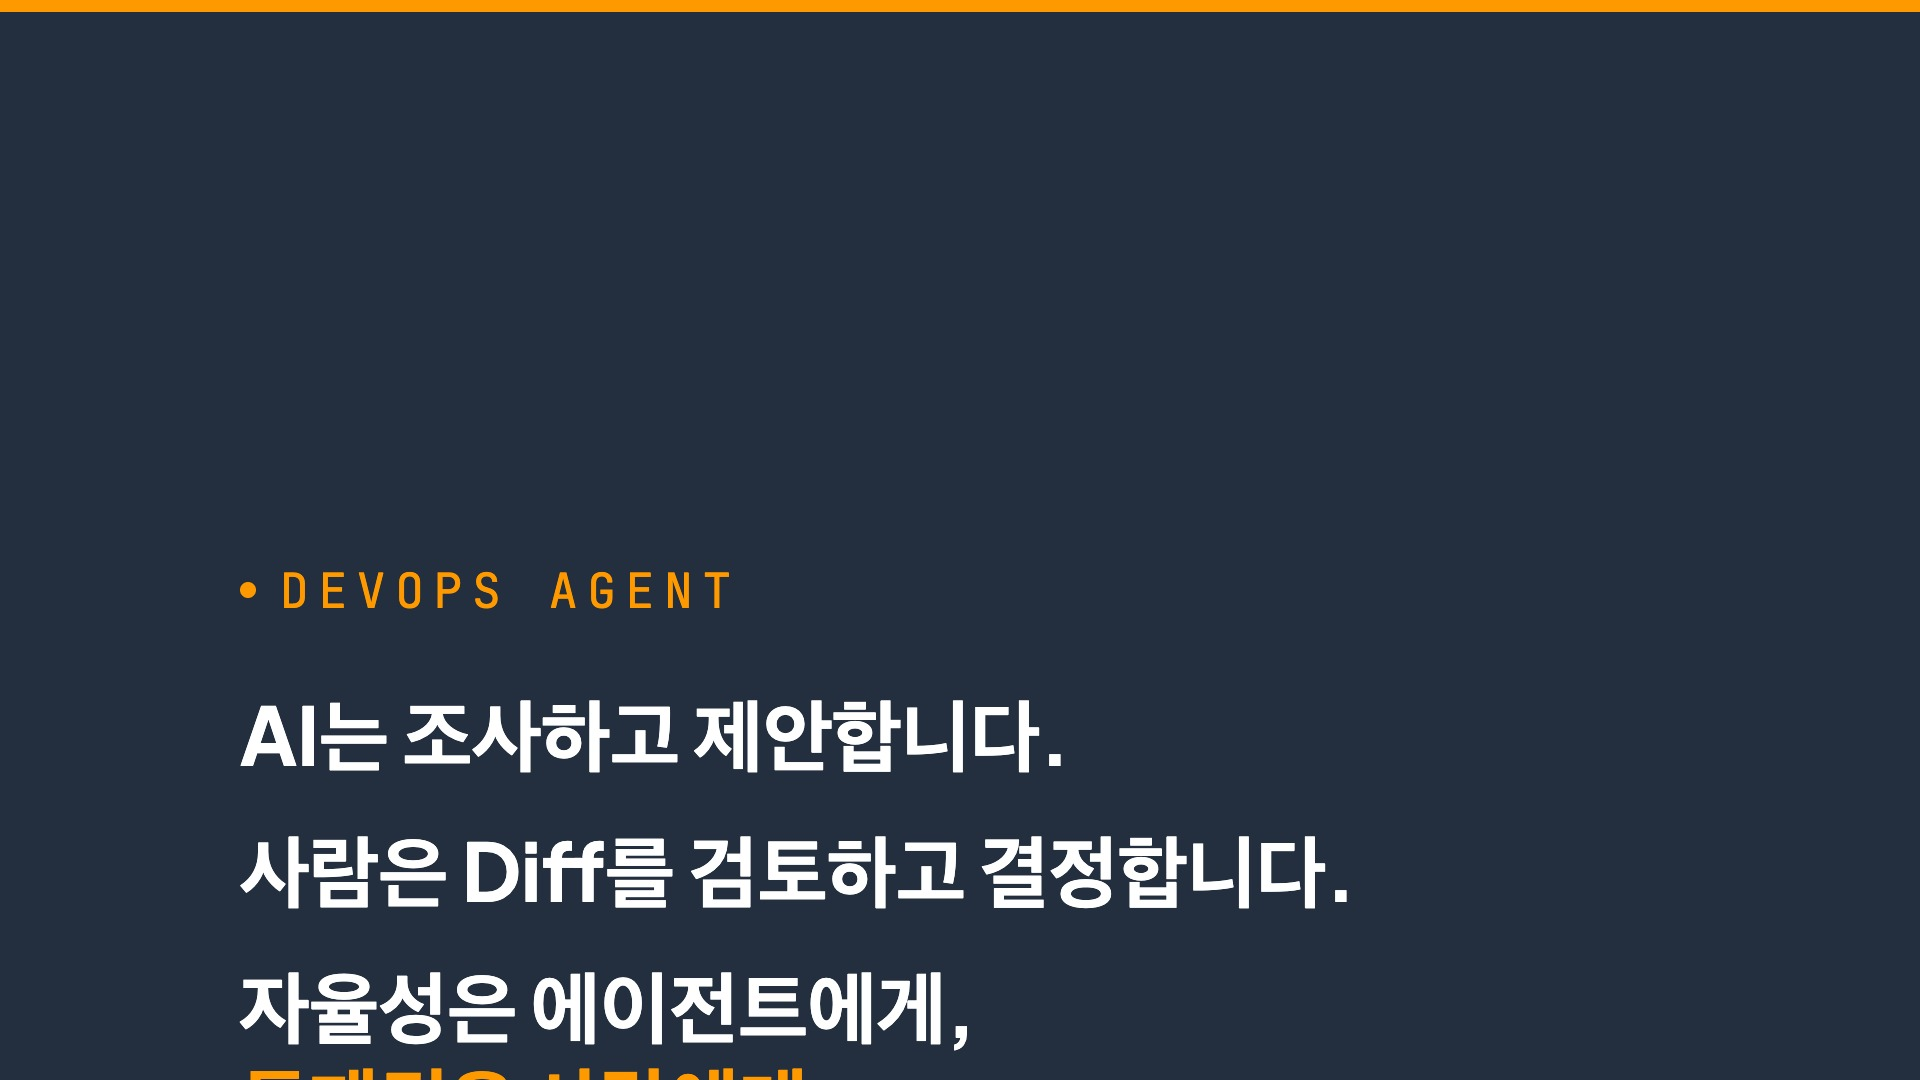 • DEVOPS AGENT
AI는 조사하고 제안합니다.
사람은 Diff를 검토하고 결정합니다.
자율성은 에이전트에게,